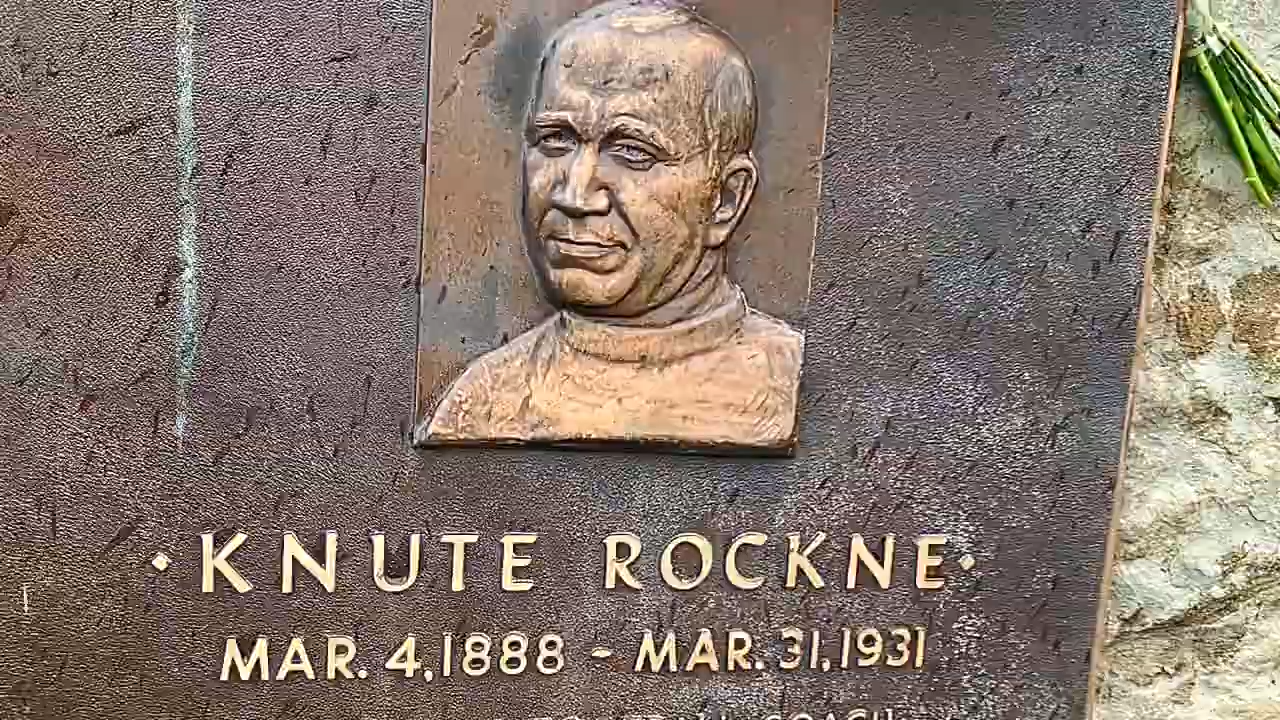 · KNUTE ROCKNE ·
MAR. 4, 1888 - MAR. 31, 1931